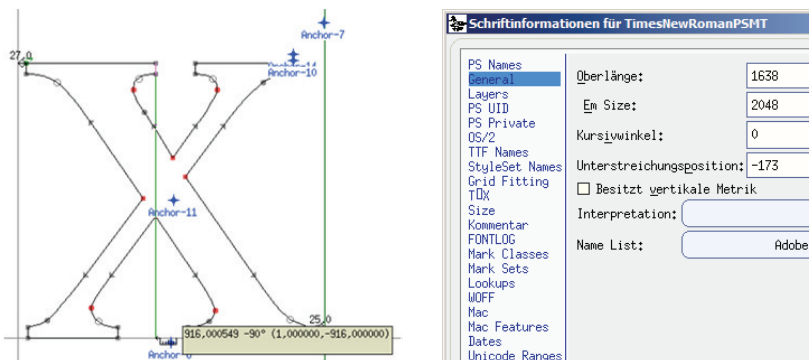 Anchor-7
27,0
Anchor-10
Anchor-11
25,0
916,000549 -90° (1,000000,-916,000000)
Schriftinformationen für TimesNewRomanPSMT
PS Names
General
Layers
PS UID
PS Private
OS/2
TTF Names
StyleSet Names
Grid Fitting
Size
Kommentar
FONTLOG
Mark Classes
Mark Sets
Lookups
WOFF
Mac
Mac Features
Dates
Unicode Ranges
Oberlänge: 1638
Em Size: 2048
Kursivwinkel: 0
Unterstreichungsposition: -173
Besitzt vertikale Metrik
Interpretation:
Name List: Adobe